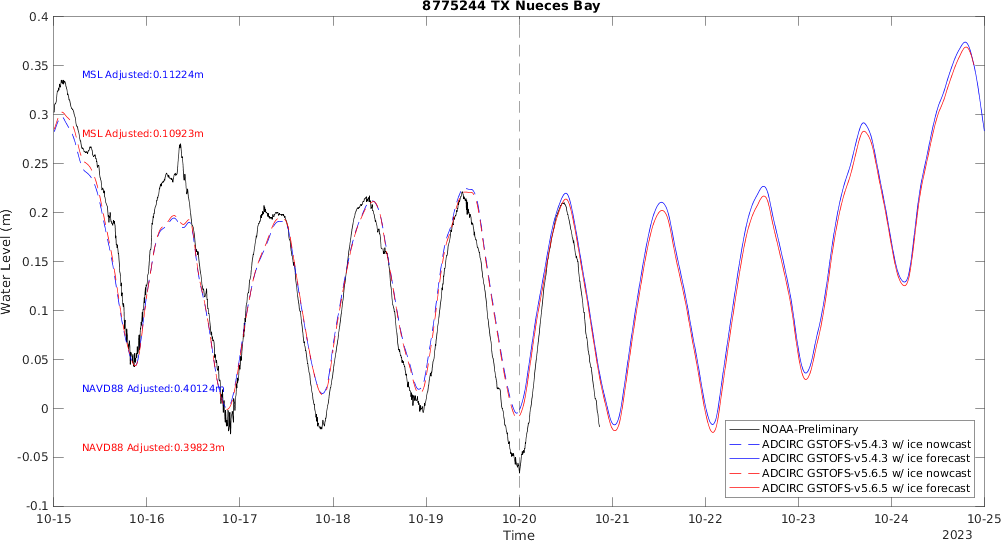 8775244 TX Nueces Bay
0.4
0.35
0.3
0.25
0.2
0.15
0.1
0.05
0
-0.05
-0.1
Water Level (m)
MSL Adjusted:0.11224m
MSL Adjusted:0.10923m
NAVD88 Adjusted:0.40124m
NAVD88 Adjusted:0.39823m
NOAA-Preliminary
ADCIRC GSTOFS-v5.4.3 w/ ice nowcast
ADCIRC GSTOFS-v5.4.3 w/ ice forecast
ADCIRC GSTOFS-v5.6.5 w/ ice nowcast
ADCIRC GSTOFS-v5.6.5 w/ ice forecast
10-15 10-16 10-17 10-18 10-19 10-20 10-21 10-22 10-23 10-24 10-25
Time
2023